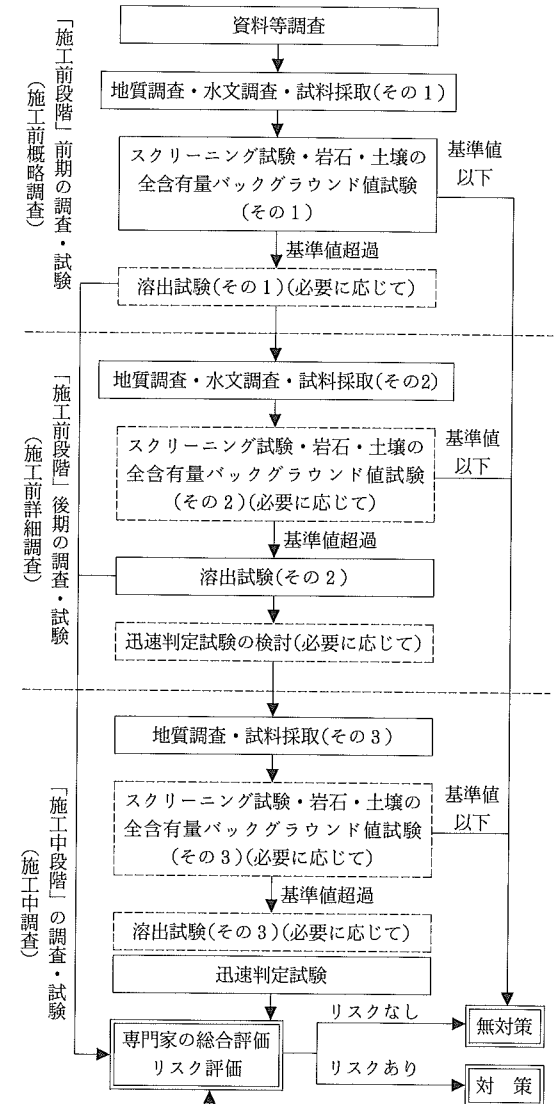 資料等調査
地質調査・水文調査・試料採取(その1)
スクリーニング試験・岩石・土壌の
全含有量バックグラウンド値試験
(その1)
基準値
以下
基準値超過
溶出試験(その1)(必要に応じて)
「施工前段階」前期の調査・試験
(施工前概略調査)
地質調査・水文調査・試料採取(その2)
スクリーニング試験・岩石・土壌の
全含有量バックグラウンド値試験
(その2)(必要に応じて)
基準値
以下
基準値超過
溶出試験(その2)
迅速判定試験の検討(必要に応じて)
「施工前段階」後期の調査・試験
(施工前詳細調査)
地質調査・試料採取(その3)
スクリーニング試験・岩石・土壌の
全含有量バックグラウンド値試験
(その3)(必要に応じて)
基準値
以下
基準値超過
溶出試験(その3)(必要に応じて)
迅速判定試験
「施工中段階」の調査・試験
(施工中調査)
専門家の総合評価
リスク評価
リスクなし
無対策
リスクあり
対 策